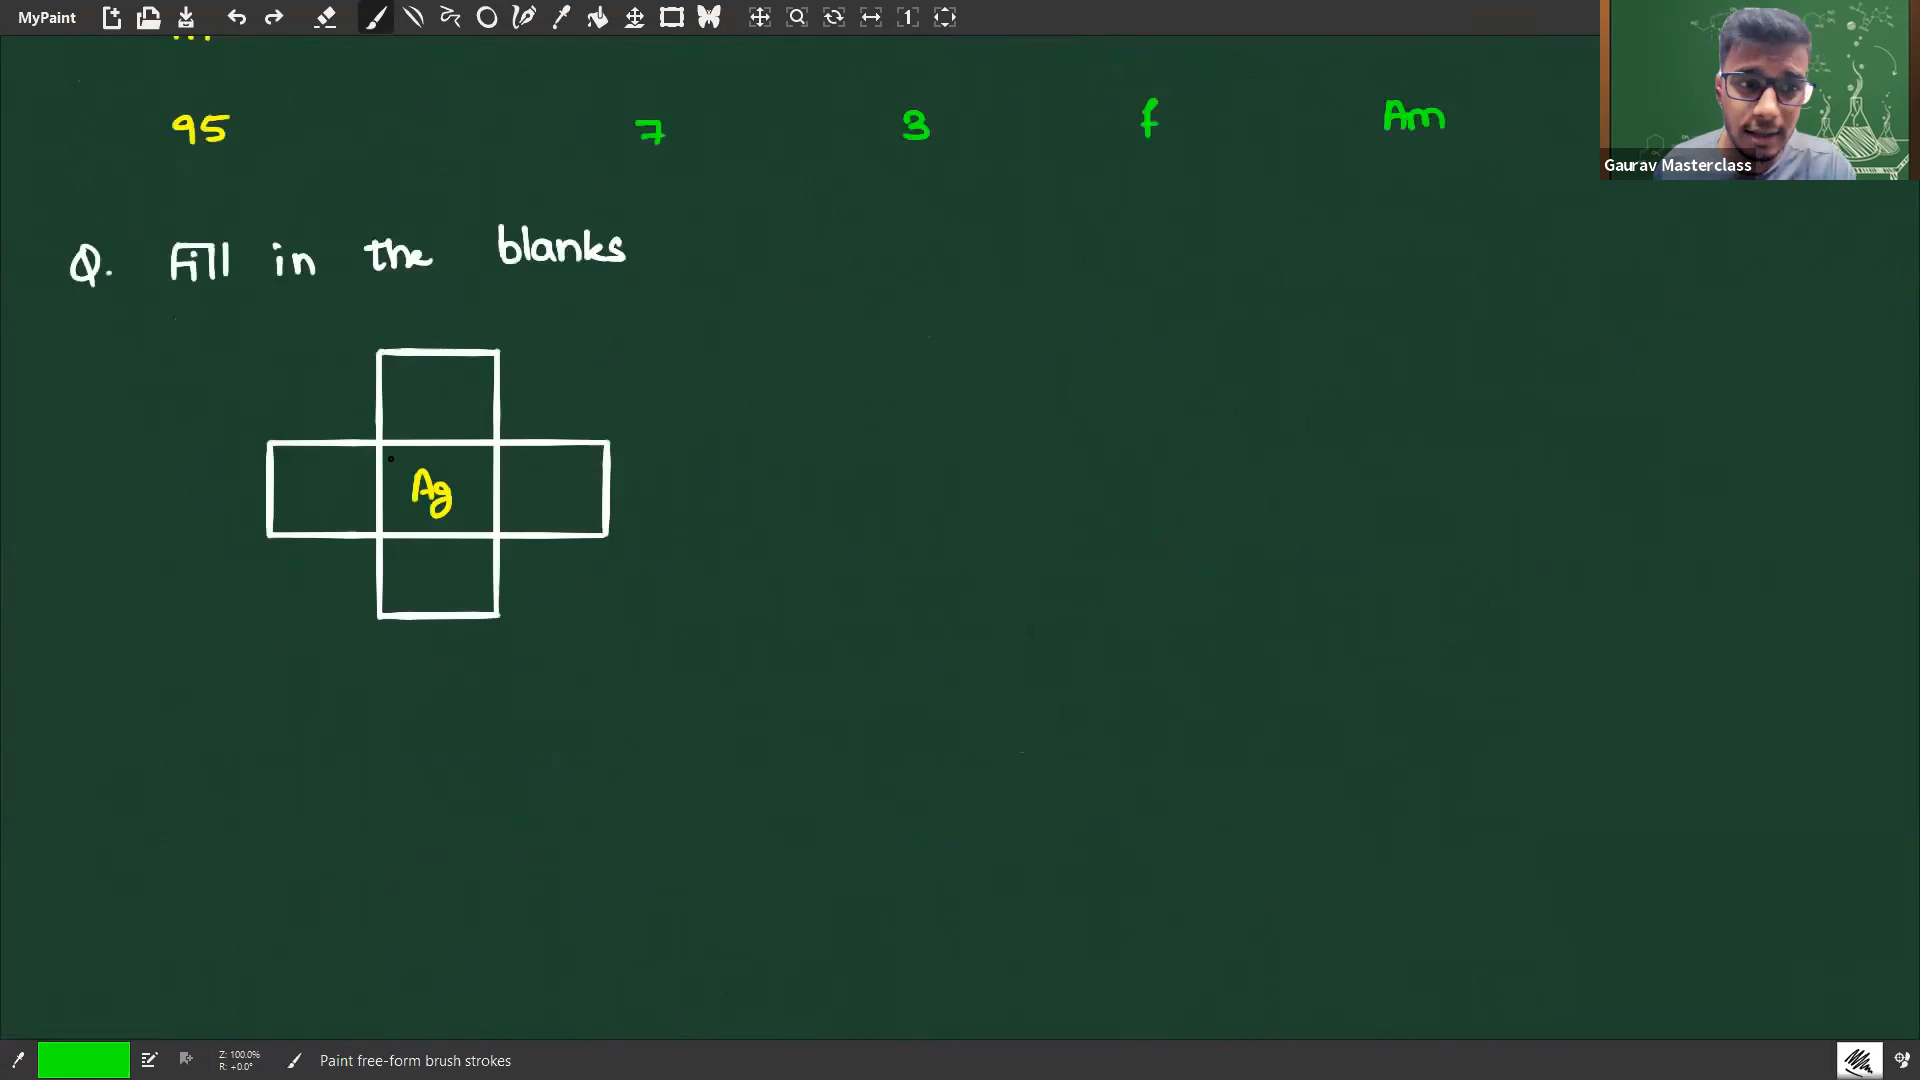 MyPaint
1
95 7 3 f Am
Gaurav Masterclass
Q. Fill in the blanks
Ag
Z: 100.0%
R: +0.0°
Paint free-form brush strokes